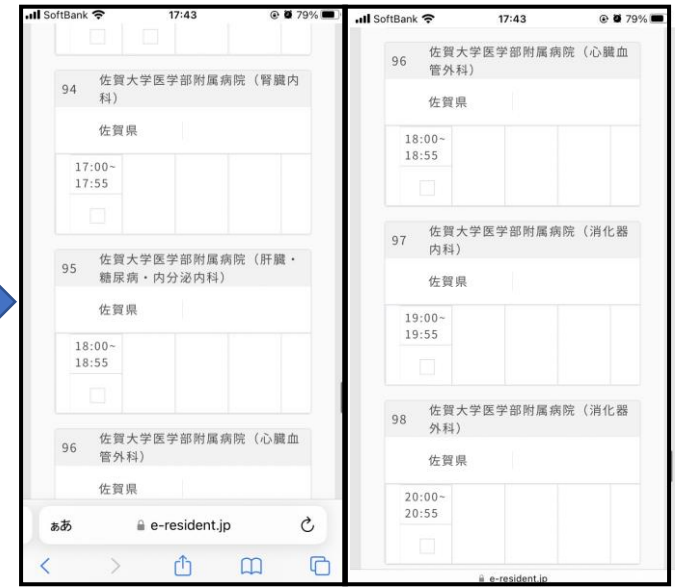 SoftBank 17:43 79%
94 佐賀大学医学部附属病院（腎臓内
科）
佐賀県
17:00~
17:55
95 佐賀大学医学部附属病院（肝臓・
糖尿病・内分泌内科）
佐賀県
18:00~
18:55
96 佐賀大学医学部附属病院（心臓血
管外科）
佐賀県
ぁあ e-resident.jp
SoftBank 17:43 79%
96 佐賀大学医学部附属病院（心臓血
管外科）
佐賀県
18:00~
18:55
97 佐賀大学医学部附属病院（消化器
内科）
佐賀県
19:00~
19:55
98 佐賀大学医学部附属病院（消化器
外科）
佐賀県
20:00~
20:55
e-resident.jp